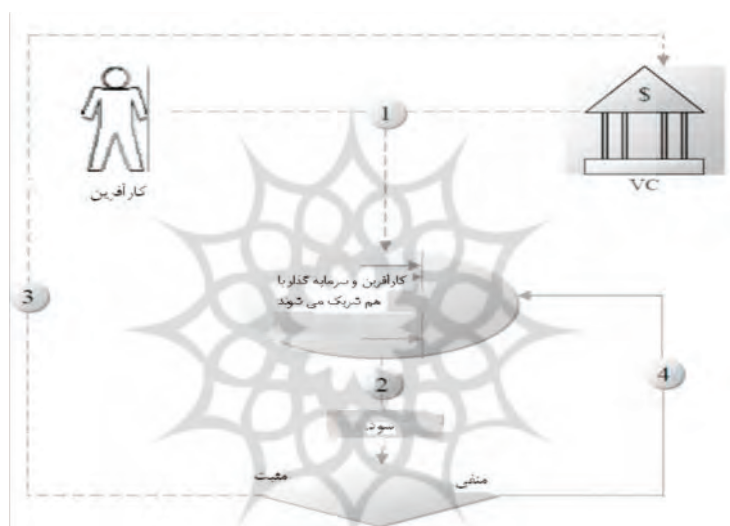 $
1
VC
کارآفرین
کارآفرین و سرمایه گذار با
هم شریک می شوند
3
2
4
سود
مثبت
منفی